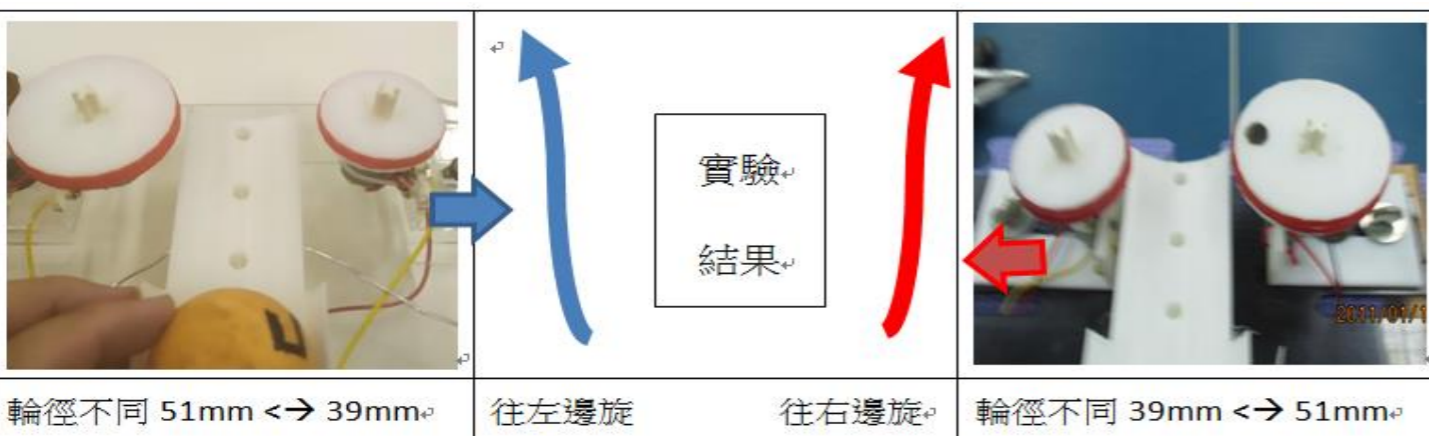 實驗
結果
2011/01/1
輪徑不同 51mm <→ 39mm
往左邊旋 往右邊旋
輪徑不同 39mm <→ 51mm